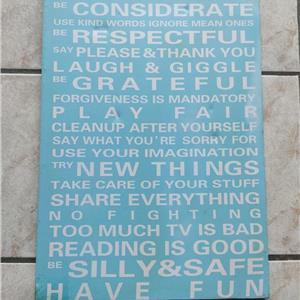 BE CONSIDERATE
USE KIND WORDS IGNORE MEAN ONES
BE RESPECTFUL
SAY PLEASE & THANK YOU
LAUGH & GIGGLE
BE GRATEFUL
FORGIVENESS IS MANDATORY
PLAY FAIR
CLEANUP AFTER YOURSELF
SAY WHAT YOU'RE SORRY FOR
USE YOUR IMAGINATION
TRY NEW THINGS
TAKE CARE OF YOUR STUFF
SHARE EVERYTHING
NO FIGHTING
TOO MUCH TV IS BAD
READING IS GOOD
BE SILLY&SAFE
HAVE FUN